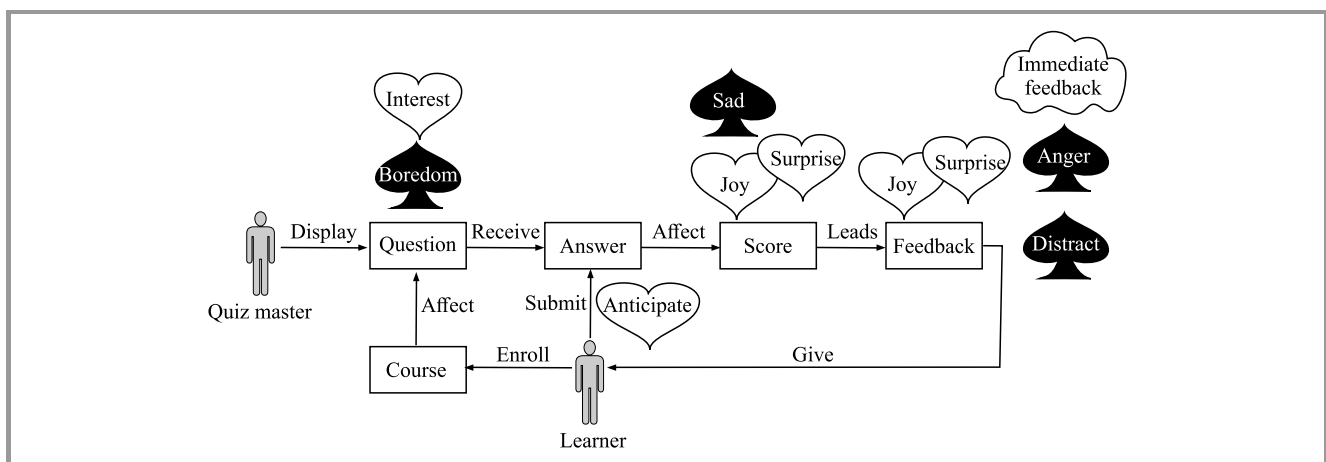 Immediate
feedback
Interest
Sad
Boredom
Joy
Surprise
Joy
Surprise
Anger
Display
Question
Receive
Answer
Affect
Score
Leads
Feedback
Distract
Quiz master
Affect
Submit
Anticipate
Course
Enroll
Give
Learner